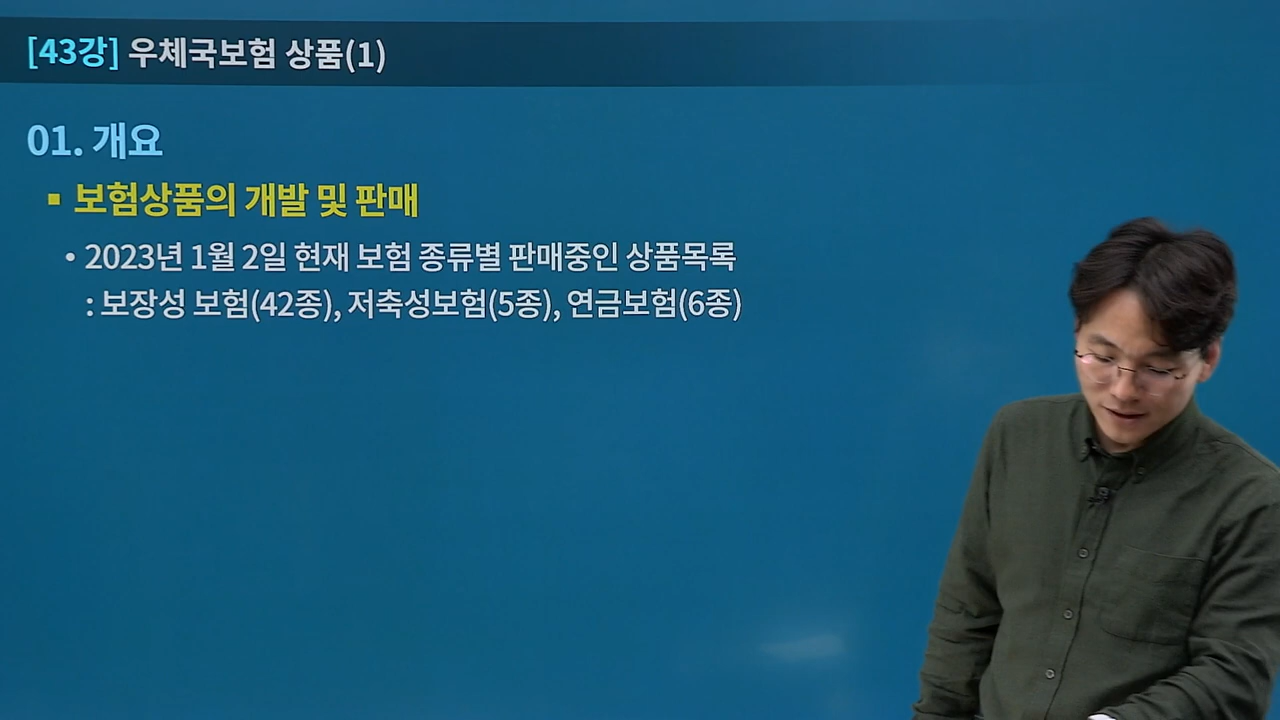 [43강] 우체국보험 상품(1)
01. 개요
▪ 보험상품의 개발 및 판매
• 2023년 1월 2일 현재 보험 종류별 판매중인 상품목록
: 보장성 보험(42종), 저축성보험(5종), 연금보험(6종)